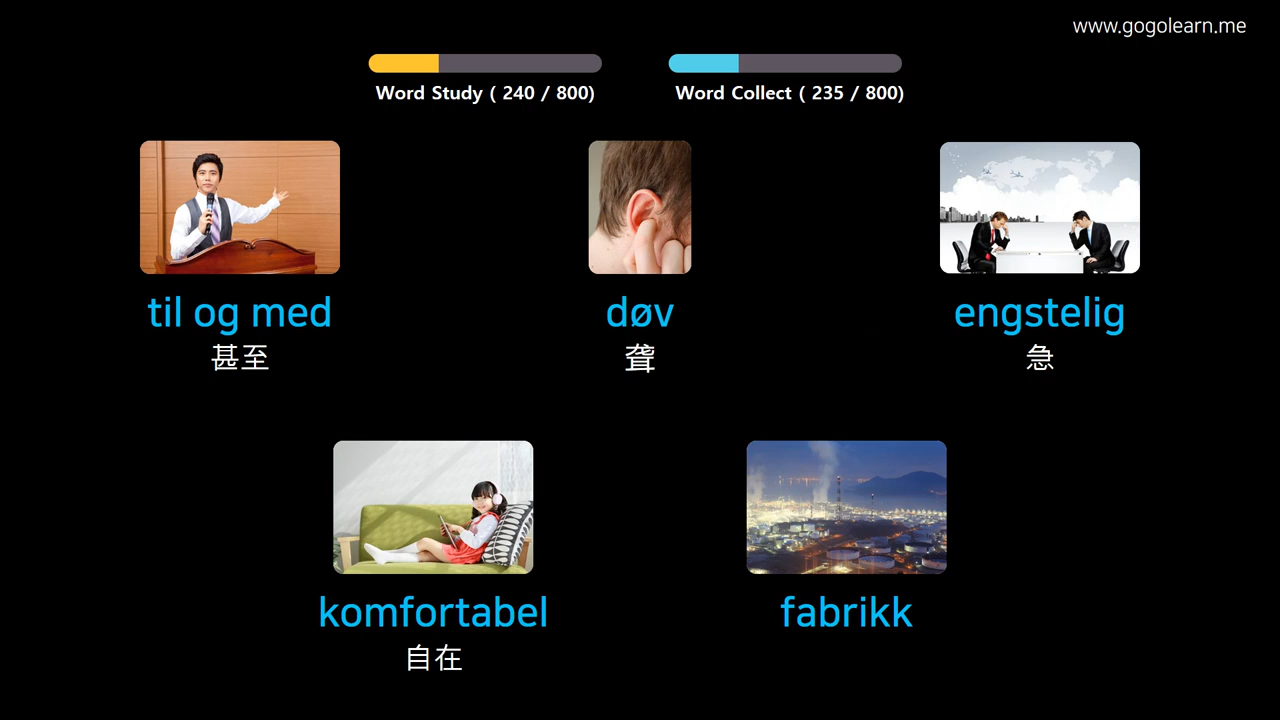 www.gogolearn.me
Word Study ( 240 / 800)
Word Collect ( 235 / 800)
til og med
甚至
døv
聋
engstelig
急
komfortabel
自在
fabrikk